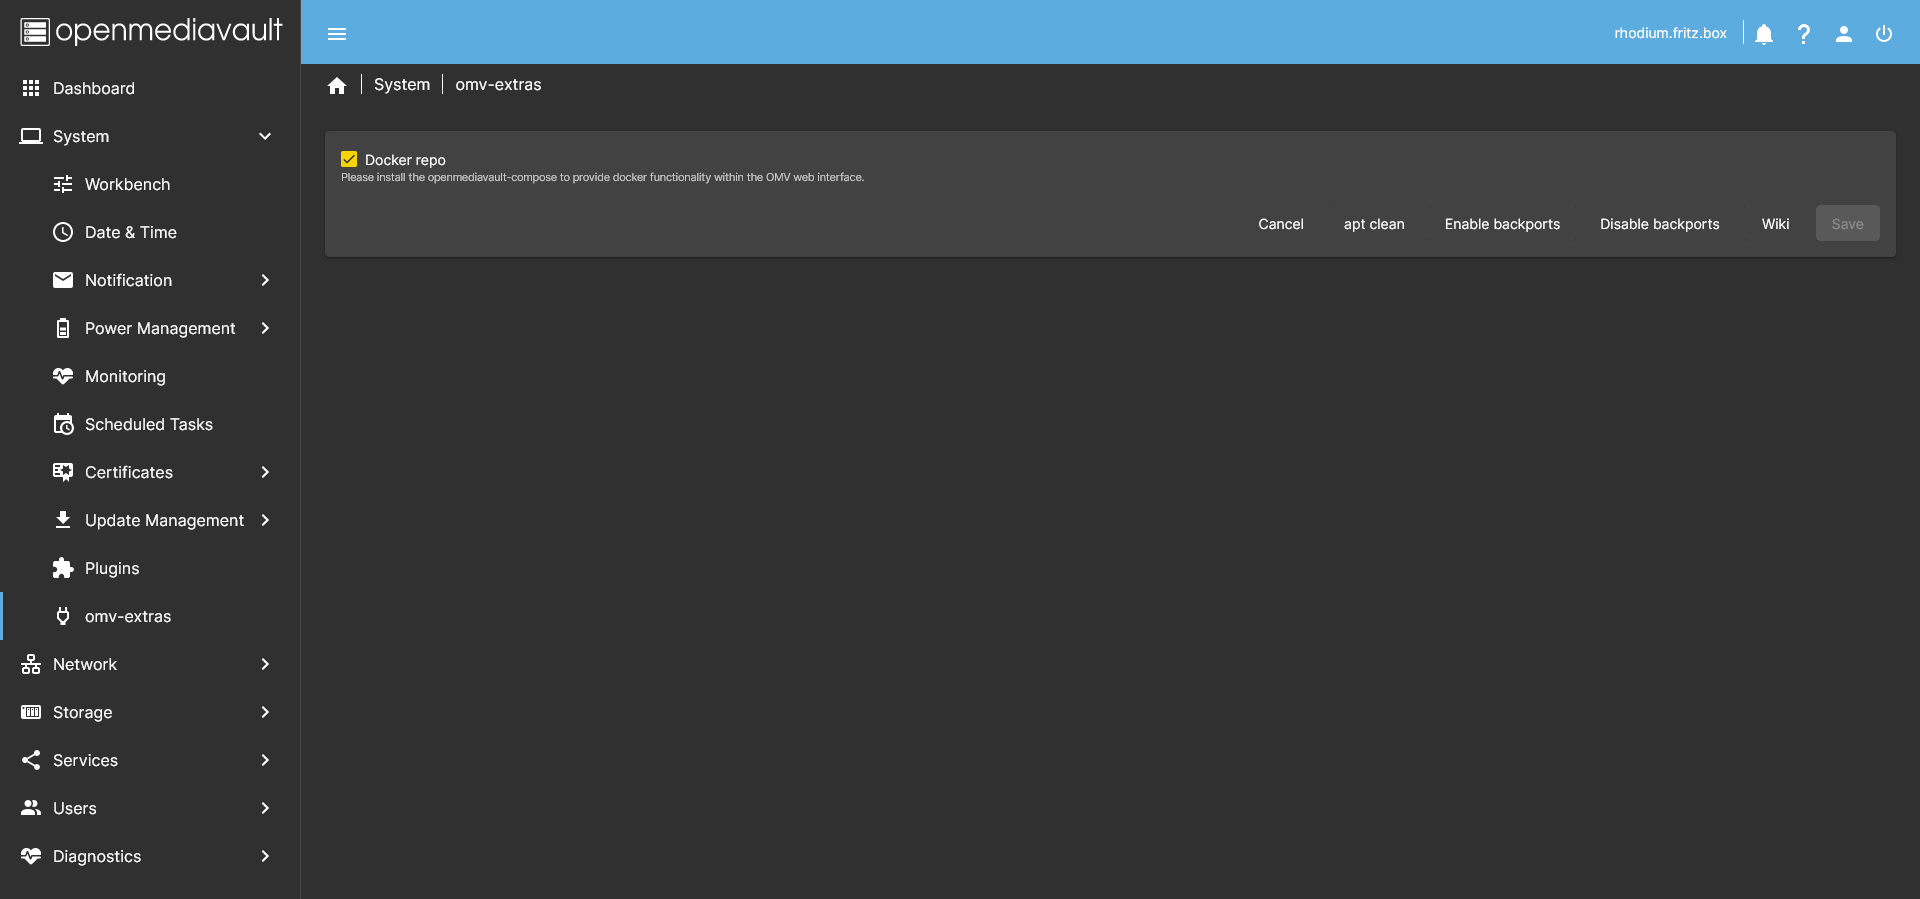 openmediavault
rhodium.fritz.box
Dashboard
System
Workbench
Date & Time
Notification
Power Management
Monitoring
Scheduled Tasks
Certificates
Update Management
Plugins
omv-extras
Network
Storage
Services
Users
Diagnostics
System
omv-extras
Docker repo
Please install the openmediavault-compose to provide docker functionality within the OMV web interface.
Cancel
apt clean
Enable backports
Disable backports
Wiki
Save